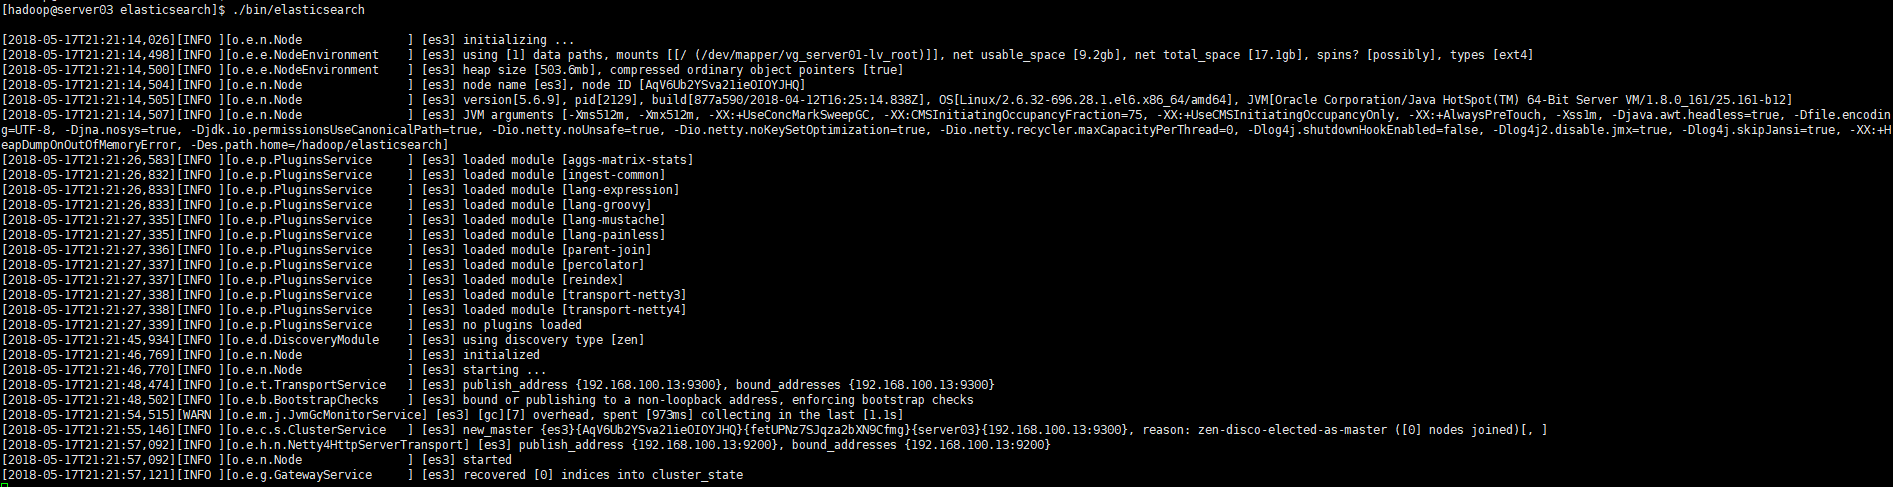 [hadoop@server03 elasticsearch]$ ./bin/elasticsearch
[2018-05-17T21:21:14,026][INFO ][o.e.n.Node               ] [es3] initializing ...
[2018-05-17T21:21:14,498][INFO ][o.e.e.NodeEnvironment    ] [es3] using [1] data paths, mounts [[/ (/dev/mapper/vg_server01-lv_root)]], net usable_space [9.2gb], net total_space [17.1gb], spins? [possibly], types [ext4]
[2018-05-17T21:21:14,500][INFO ][o.e.e.NodeEnvironment    ] [es3] heap size [503.6mb], compressed ordinary object pointers [true]
[2018-05-17T21:21:14,504][INFO ][o.e.n.Node               ] [es3] node name [es3], node ID [AqV6Ub2YSva21ieOIOYJHQ]
[2018-05-17T21:21:14,505][INFO ][o.e.n.Node               ] [es3] version[5.6.9], pid[2129], build[877a590/2018-04-12T16:25:14.838Z], OS[Linux/2.6.32-696.28.1.el6.x86_64/amd64], JVM[Oracle Corporation/Java HotSpot(TM) 64-Bit Server VM/1.8.0_161/25.161-b12]
[2018-05-17T21:21:14,507][INFO ][o.e.n.Node               ] [es3] JVM arguments [-Xms512m, -Xmx512m, -XX:+UseConcMarkSweepGC, -XX:CMSInitiatingOccupancyFraction=75, -XX:+UseCMSInitiatingOccupancyOnly, -XX:+AlwaysPreTouch, -Xss1m, -Djava.awt.headless=true, -Dfile.encodin
g=UTF-8, -Djna.nosys=true, -Djdk.io.permissionsUseCanonicalPath=true, -Dio.netty.noUnsafe=true, -Dio.netty.noKeySetOptimization=true, -Dio.netty.recycler.maxCapacityPerThread=0, -Dlog4j.shutdownHookEnabled=false, -Dlog4j2.disable.jmx=true, -Dlog4j.skipJansi=true, -XX:+H
eapDumpOnOutOfMemoryError, -Des.path.home=/hadoop/elasticsearch]
[2018-05-17T21:21:26,583][INFO ][o.e.p.PluginsService     ] [es3] loaded module [aggs-matrix-stats]
[2018-05-17T21:21:26,832][INFO ][o.e.p.PluginsService     ] [es3] loaded module [ingest-common]
[2018-05-17T21:21:26,833][INFO ][o.e.p.PluginsService     ] [es3] loaded module [lang-expression]
[2018-05-17T21:21:26,833][INFO ][o.e.p.PluginsService     ] [es3] loaded module [lang-groovy]
[2018-05-17T21:21:27,335][INFO ][o.e.p.PluginsService     ] [es3] loaded module [lang-mustache]
[2018-05-17T21:21:27,335][INFO ][o.e.p.PluginsService     ] [es3] loaded module [lang-painless]
[2018-05-17T21:21:27,336][INFO ][o.e.p.PluginsService     ] [es3] loaded module [parent-join]
[2018-05-17T21:21:27,337][INFO ][o.e.p.PluginsService     ] [es3] loaded module [percolator]
[2018-05-17T21:21:27,337][INFO ][o.e.p.PluginsService     ] [es3] loaded module [reindex]
[2018-05-17T21:21:27,338][INFO ][o.e.p.PluginsService     ] [es3] loaded module [transport-netty3]
[2018-05-17T21:21:27,338][INFO ][o.e.p.PluginsService     ] [es3] loaded module [transport-netty4]
[2018-05-17T21:21:27,339][INFO ][o.e.p.PluginsService     ] [es3] no plugins loaded
[2018-05-17T21:21:45,934][INFO ][o.e.d.DiscoveryModule    ] [es3] using discovery type [zen]
[2018-05-17T21:21:46,769][INFO ][o.e.n.Node               ] [es3] initialized
[2018-05-17T21:21:46,770][INFO ][o.e.n.Node               ] [es3] starting ...
[2018-05-17T21:21:48,474][INFO ][o.e.t.TransportService   ] [es3] publish_address {192.168.100.13:9300}, bound_addresses {192.168.100.13:9300}
[2018-05-17T21:21:48,502][INFO ][o.e.b.BootstrapChecks    ] [es3] bound or publishing to a non-loopback address, enforcing bootstrap checks
[2018-05-17T21:21:54,515][WARN ][o.e.m.j.JvmGcMonitorService] [es3] [gc][7] overhead, spent [973ms] collecting in the last [1.1s]
[2018-05-17T21:21:55,146][INFO ][o.e.c.s.ClusterService   ] [es3] new_master {es3}{AqV6Ub2YSva21ieOIOYJHQ}{fetUPNz7SJqza2bXN9Cfmg}{server03}{192.168.100.13:9300}, reason: zen-disco-elected-as-master ([0] nodes joined)[, ]
[2018-05-17T21:21:57,092][INFO ][o.e.h.n.Netty4HttpServerTransport] [es3] publish_address {192.168.100.13:9200}, bound_addresses {192.168.100.13:9200}
[2018-05-17T21:21:57,092][INFO ][o.e.n.Node               ] [es3] started
[2018-05-17T21:21:57,121][INFO ][o.e.g.GatewayService     ] [es3] recovered [0] indices into cluster_state